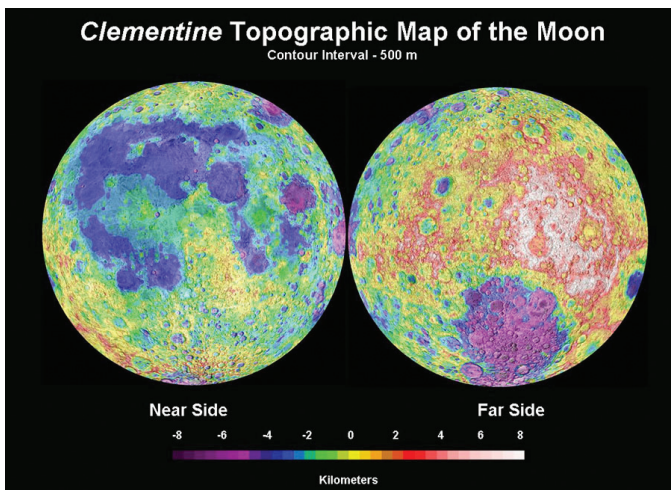 Clementine Topographic Map of the Moon
Contour Interval - 500 m
Near Side
Far Side
-8 -6 -4 -2 0 2 4 6 8
Kilometers